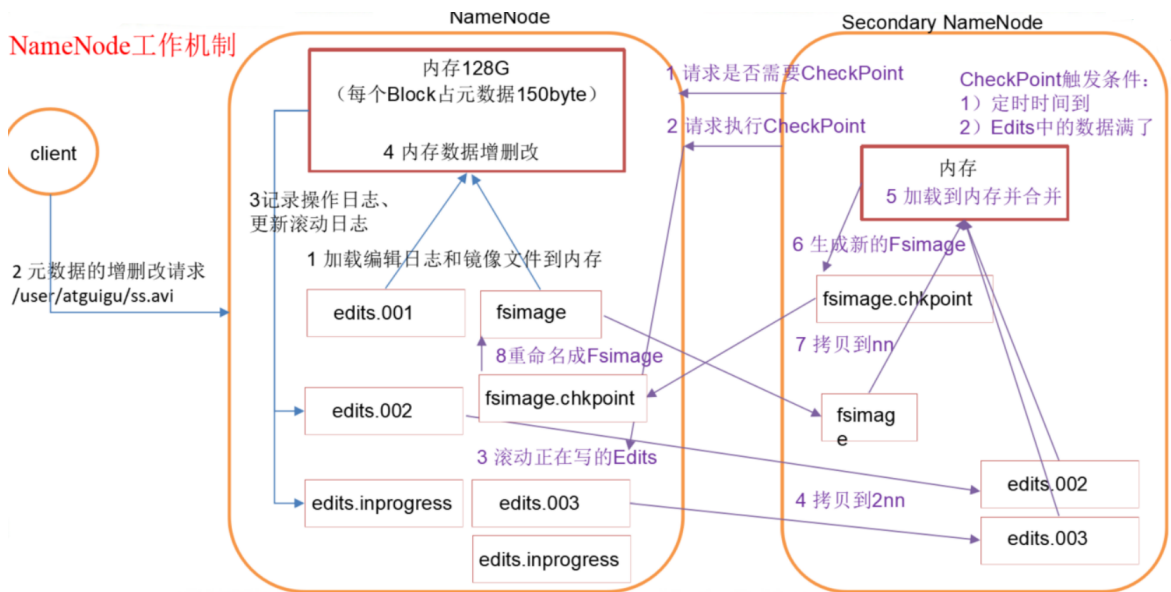 NameNode
Secondary NameNode
NameNode工作机制
内存128G
（每个Block占元数据150byte）
4 内存数据增删改
1 请求是否需要CheckPoint
2 请求执行CheckPoint
CheckPoint触发条件：
1）定时时间到
2）Edits中的数据满了
client
内存
5 加载到内存并合并
3记录操作日志、
更新滚动日志
6 生成新的Fsimage
1 加载编辑日志和镜像文件到内存
2 元数据的增删改请求
/user/atguigu/ss.avi
edits.001
fsimage
fsimage.chkpoint
7 拷贝到nn
8重命名成Fsimage
fsimage.chkpoint
edits.002
fsimag
e
3 滚动正在写的Edits
edits.002
edits.inprogress
edits.003
4 拷贝到2nn
edits.003
edits.inprogress